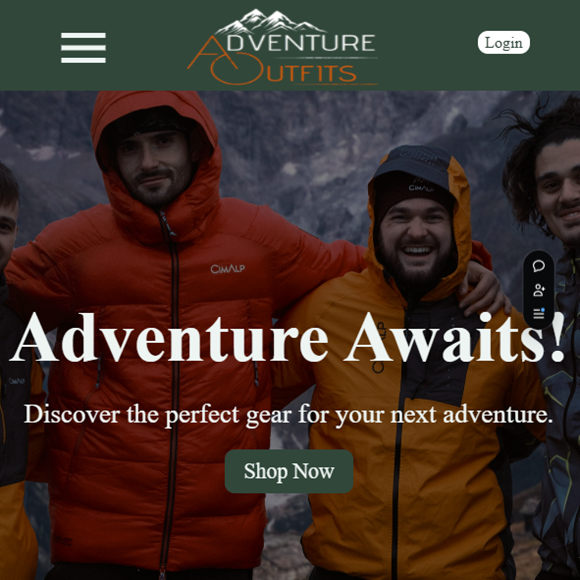 ADVENTURE
OUTFITS
Login
CIMALP
CIMALP
Adventure Awaits!
Discover the perfect gear for your next adventure.
Shop Now